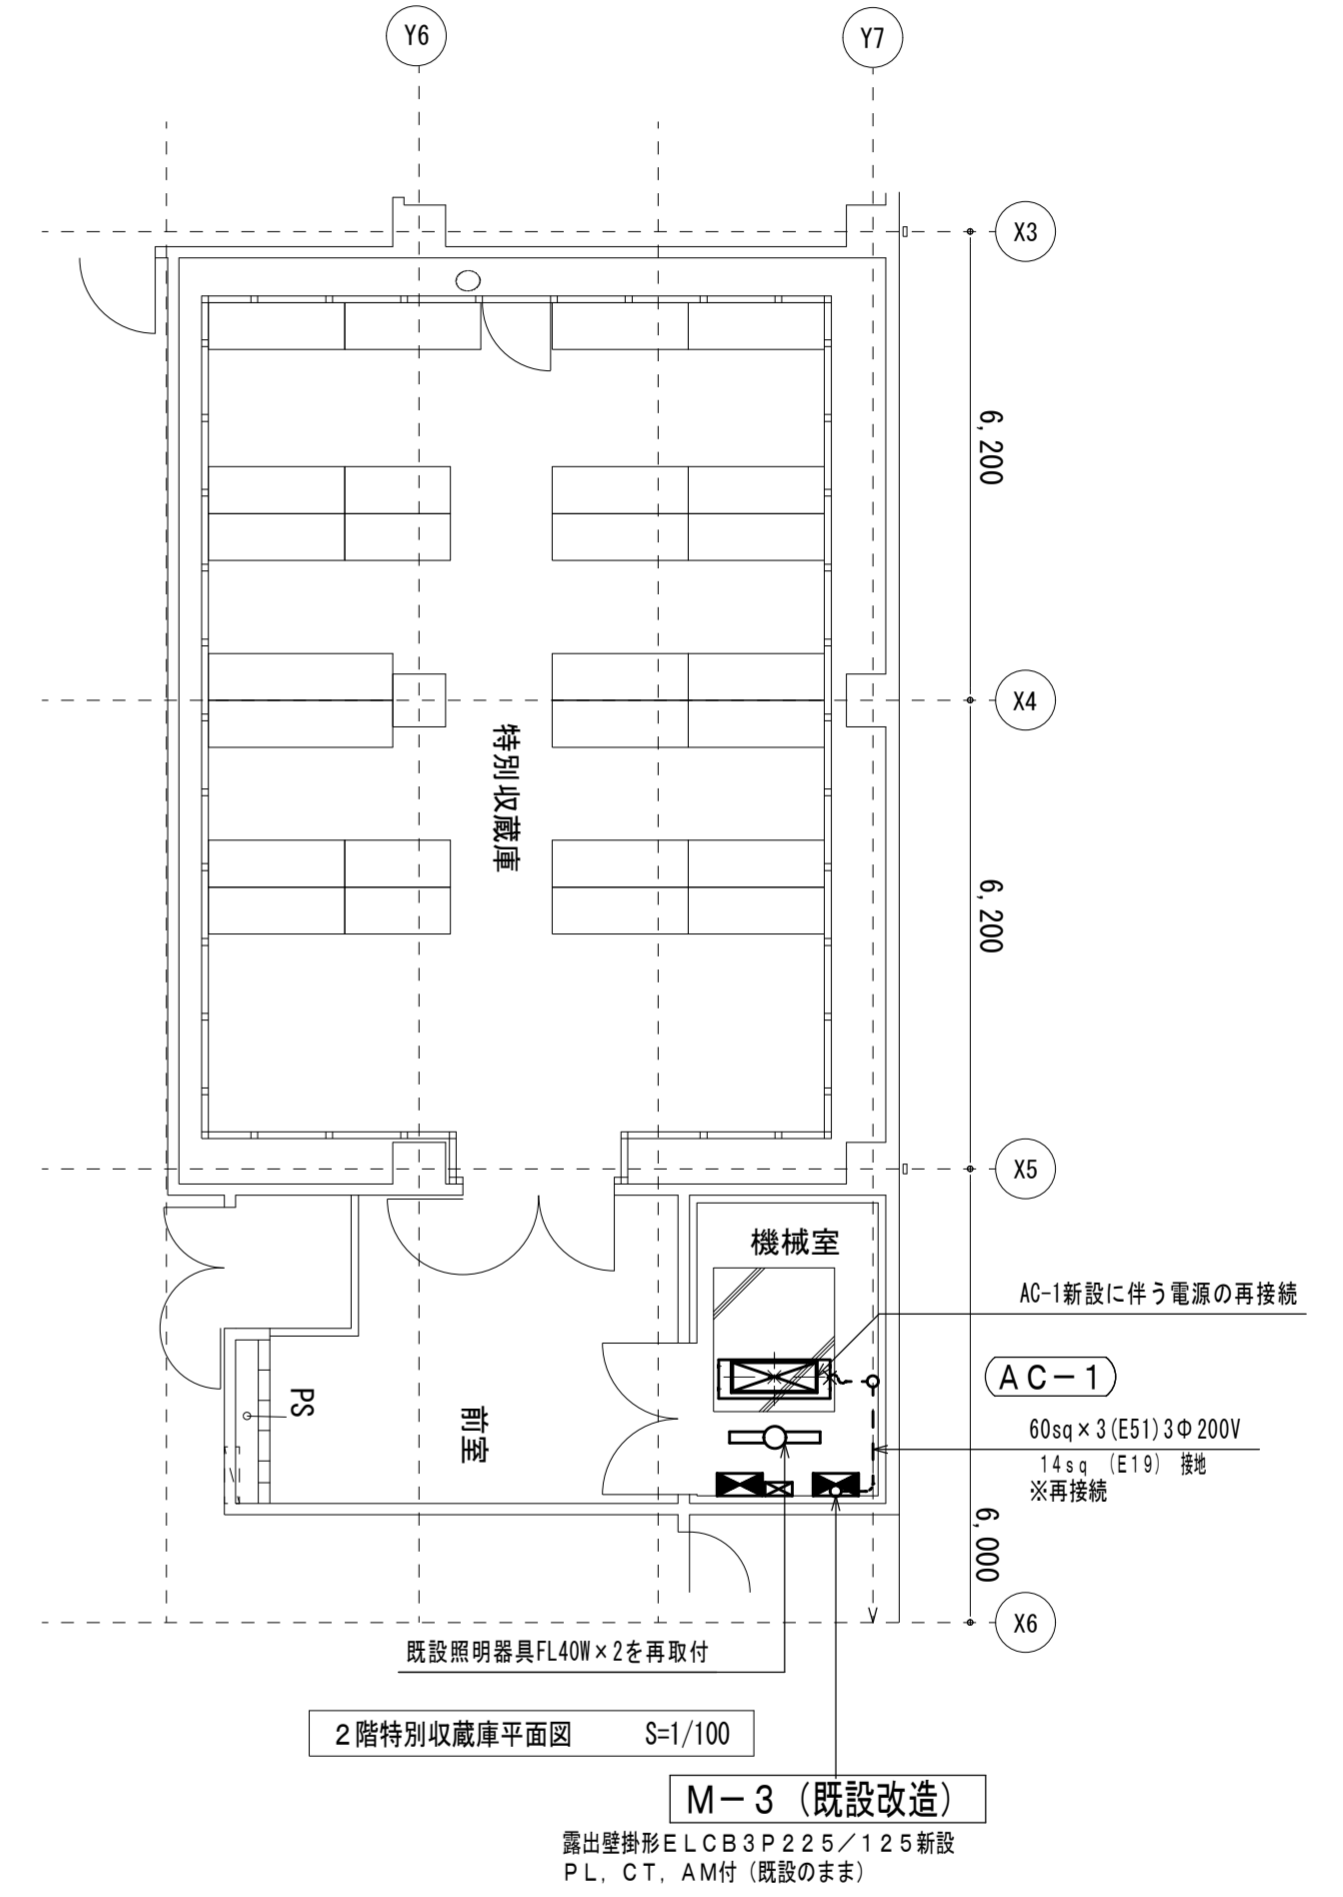 Y6
Y7
X3
6,200
X4
特別収蔵庫
6,200
X5
機械室
AC-1新設に伴う電源の再接続
AC-1
PS
前室
60sq×3(E51)3Φ200V
14sq (E19) 接地
※再接続
6,000
X6
既設照明器具FL40W×2を再取付
2階特別収蔵庫平面図 S=1/100
M-3(既設改造)
露出壁掛形ELCB3P225/125新設
PL, CT, AM付(既設のまま)